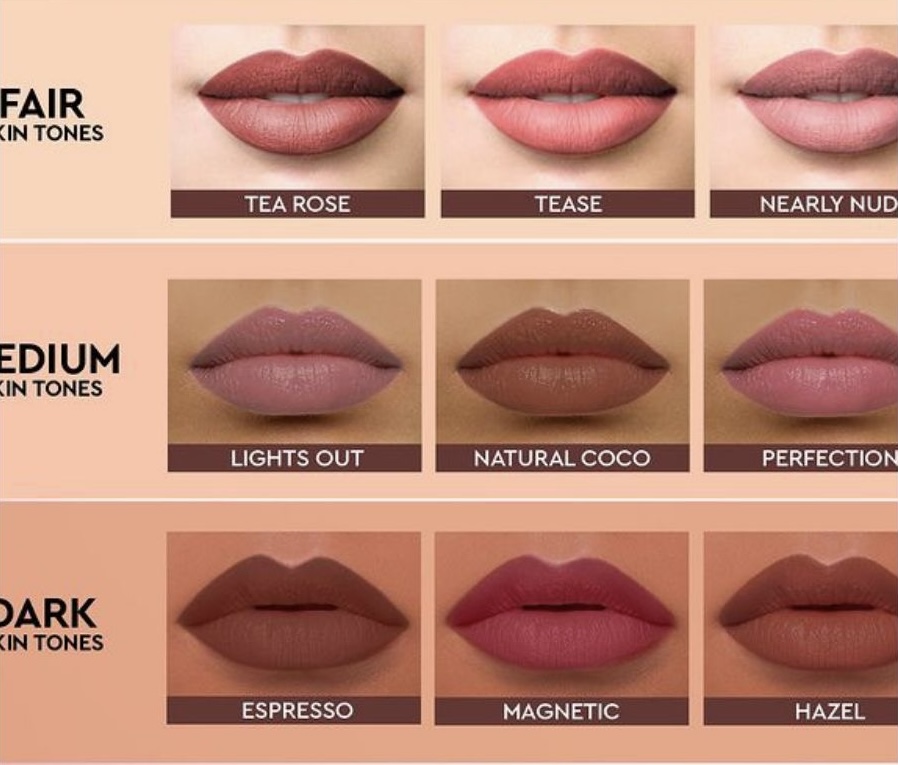 FAIR
KIN TONES
TEA ROSE
TEASE
NEARLY NUD
EDIUM
KIN TONES
LIGHTS OUT
NATURAL COCO
PERFECTION
DARK
KIN TONES
ESPRESSO
MAGNETIC
HAZEL